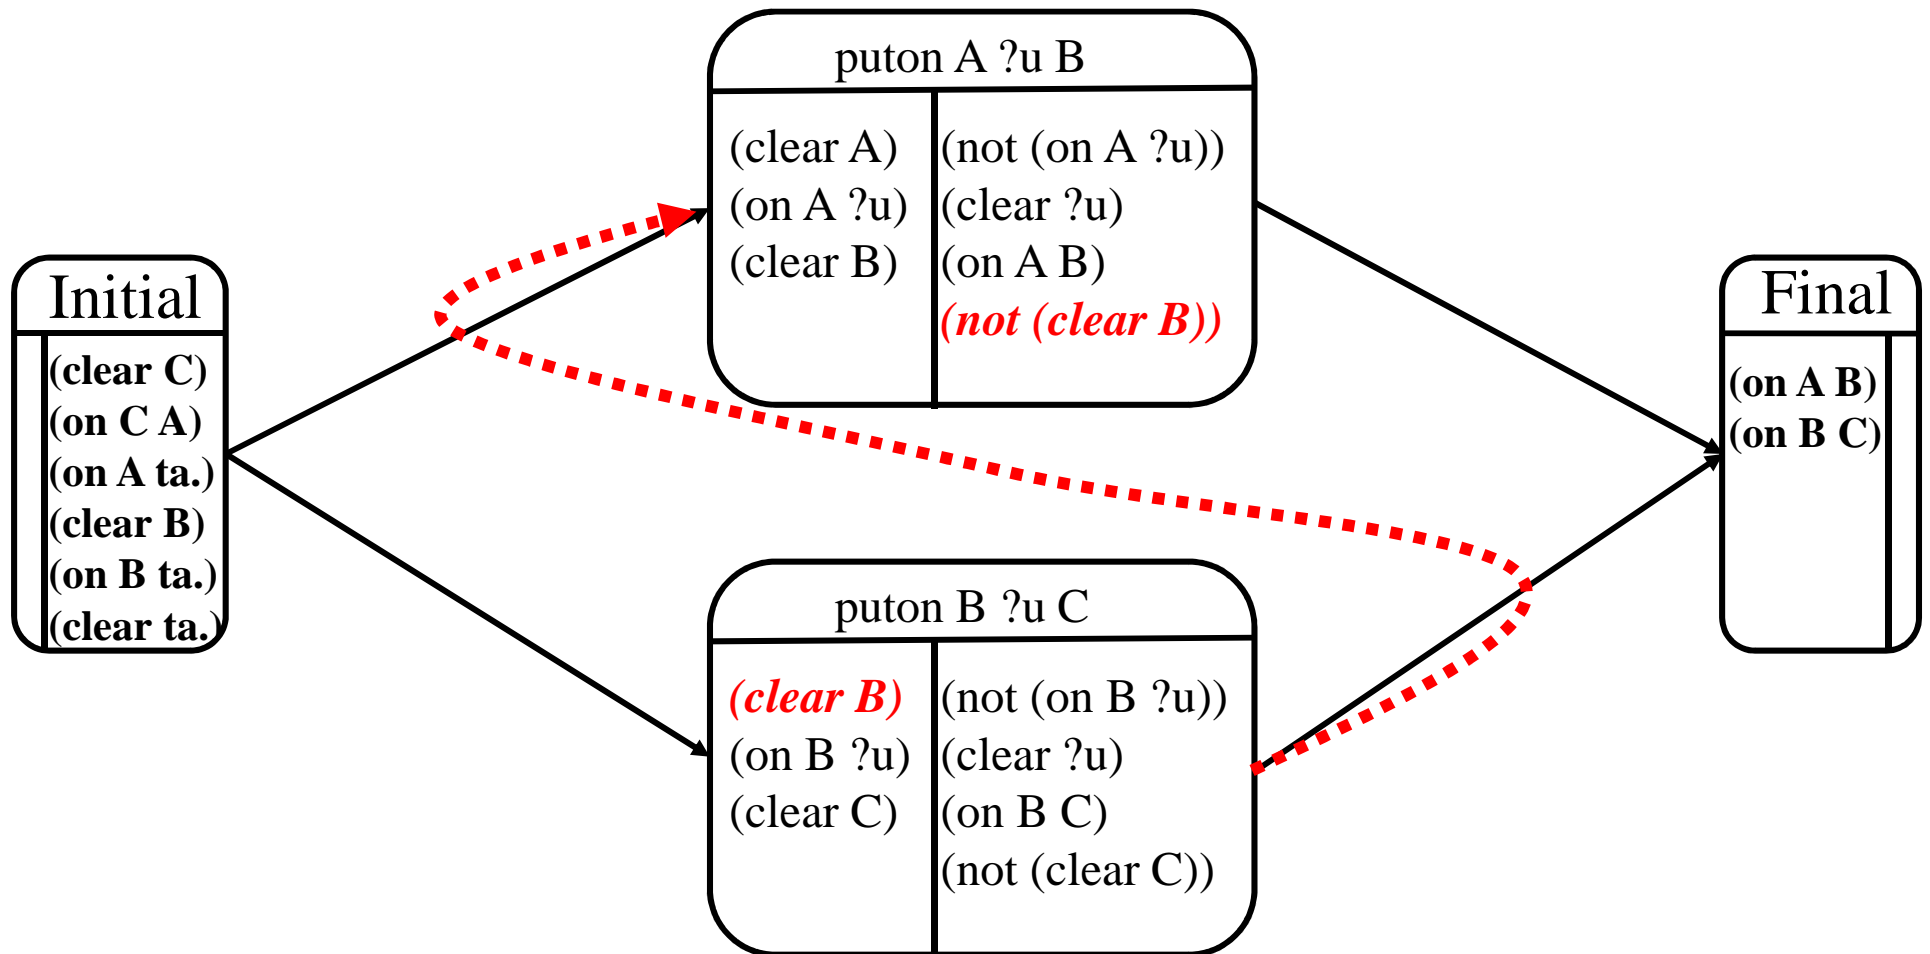 Initial
(clear C)
(on C A)
(on A ta.)
(clear B)
(on B ta.)
(clear ta.)
puton A ?u B
(clear A)
(on A ?u)
(clear B)
(not (on A ?u))
(clear ?u)
(on A B)
(not (clear B))
puton B ?u C
(clear B)
(on B ?u)
(clear C)
(not (on B ?u))
(clear ?u)
(on B C)
(not (clear C))
Final
(on A B)
(on B C)